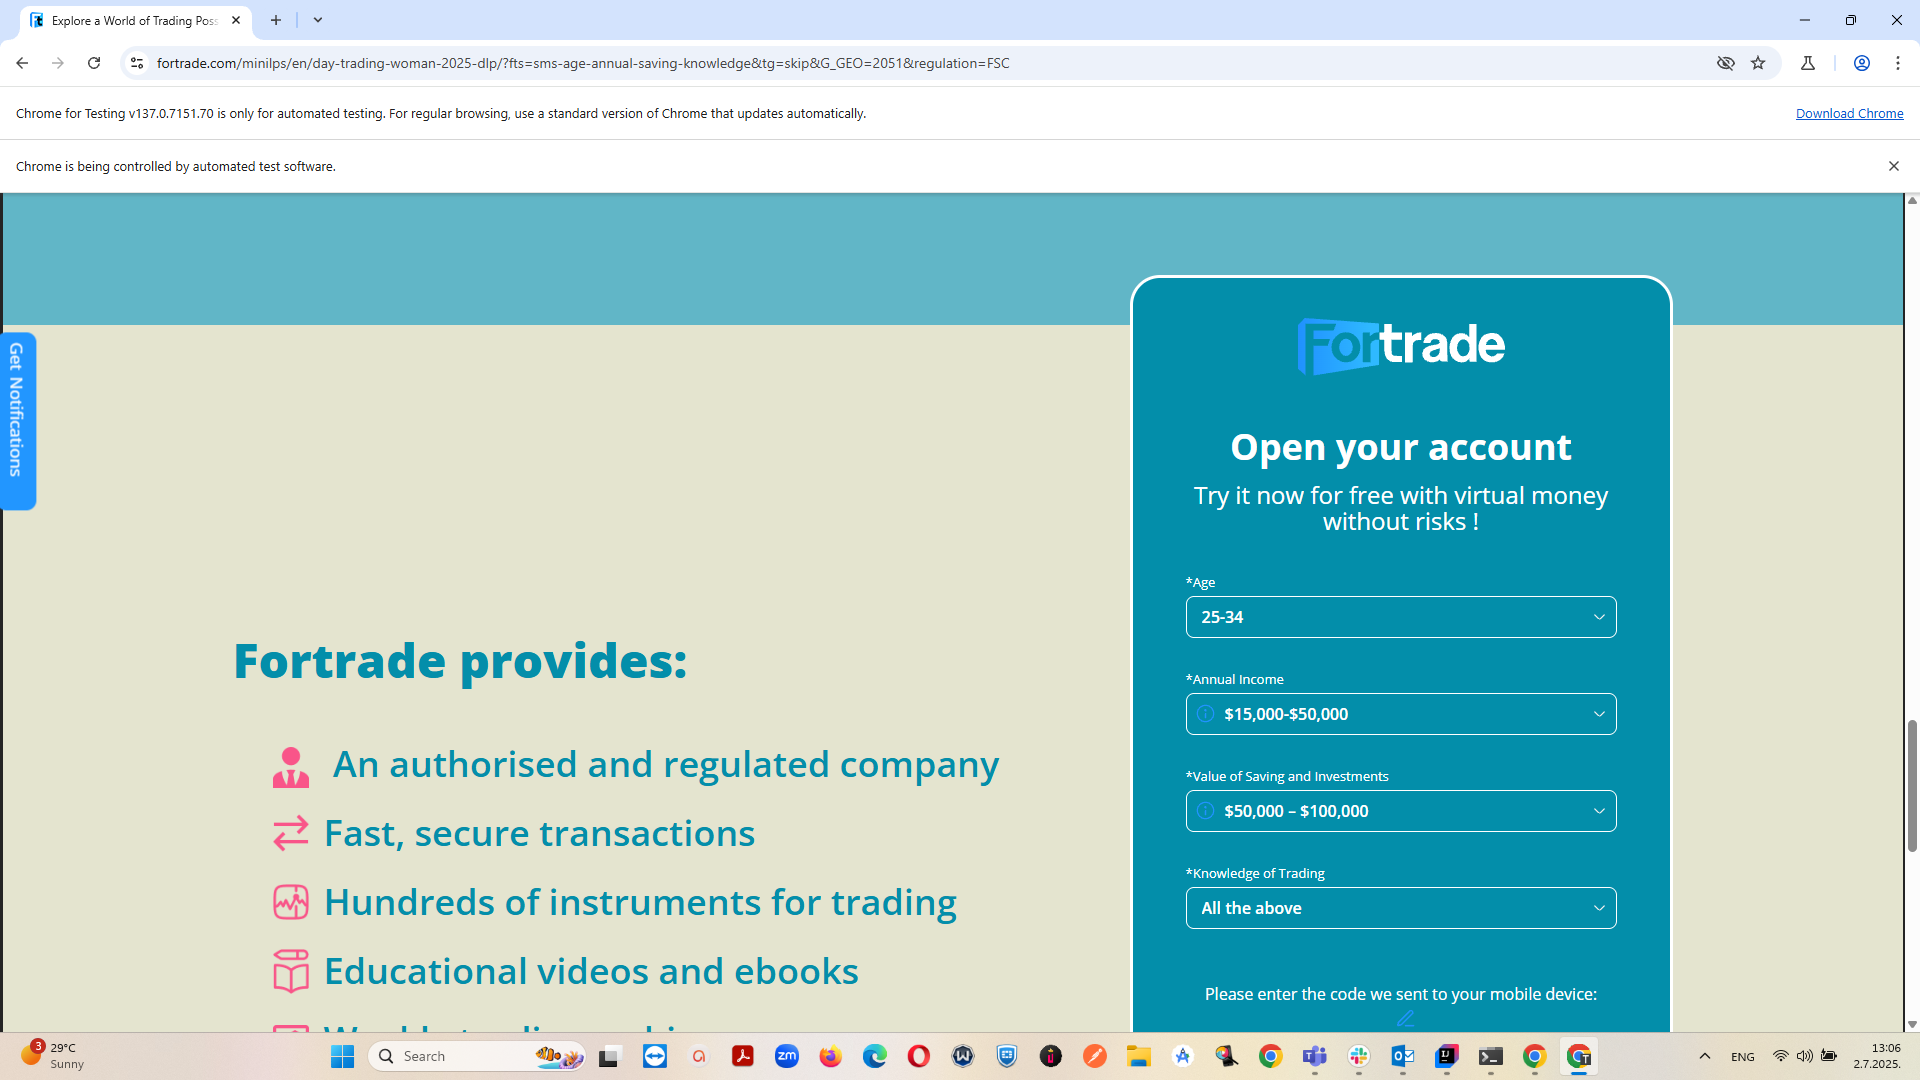 Explore a World of Trading Poss
fortrade.com/minilps/en/day-trading-woman-2025-dlp/?fts=sms-age-annual-saving-knowledge&tg=skip&G_GEO=2051&regulation=FSC
Chrome for Testing v137.0.7151.70 is only for automated testing. For regular browsing, use a standard version of Chrome that updates automatically.
Download Chrome
Chrome is being controlled by automated test software.
Get Notifications
Fortrade
Open your account
Try it now for free with virtual money
without risks !
*Age
25-34
*Annual Income
$15,000-$50,000
*Value of Saving and Investments
$50,000 – $100,000
*Knowledge of Trading
All the above
Please enter the code we sent to your mobile device:
Fortrade provides:
An authorised and regulated company
Fast, secure transactions
Hundreds of instruments for trading
Educational videos and ebooks
3
29°C
Sunny
Search
zm
ENG
13:06
2.7.2025.